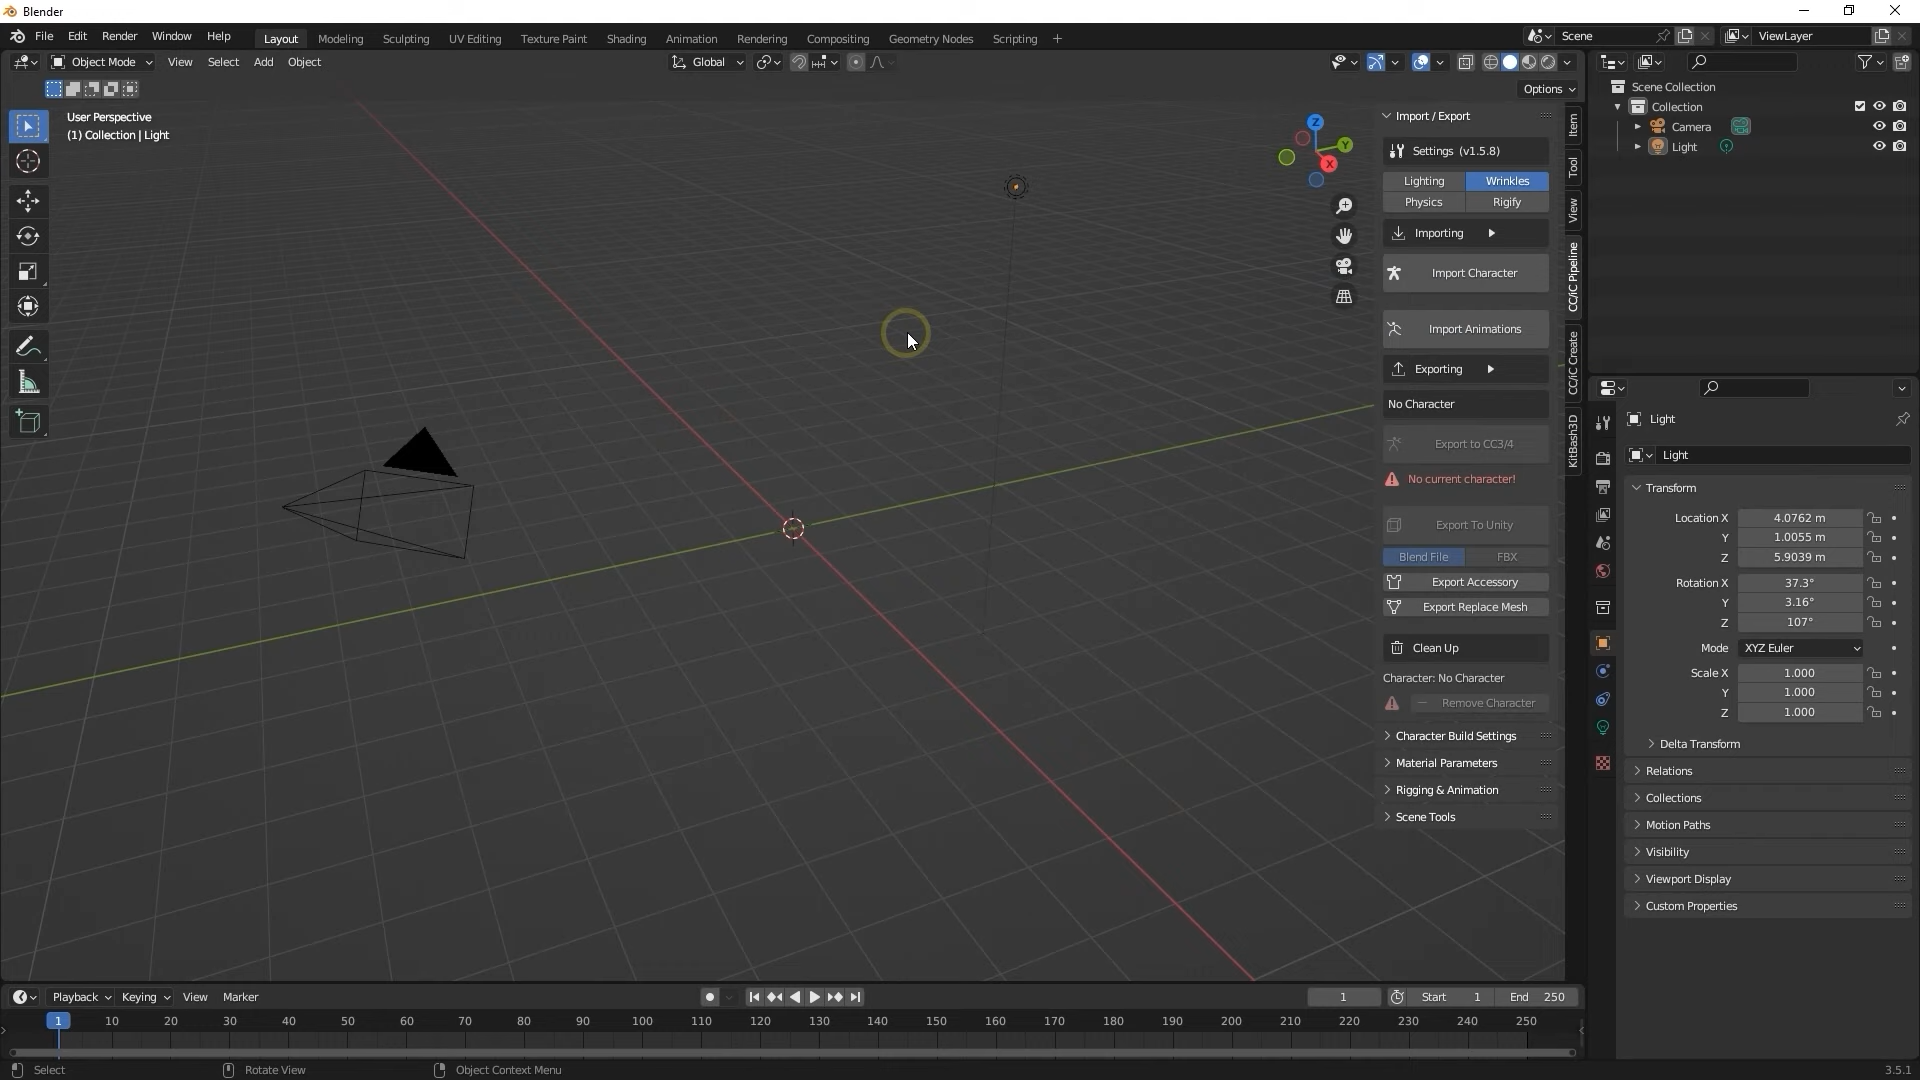 Blender
File Edit Render Window Help
Layout Modeling Sculpting UV Editing Texture Paint Shading Animation Rendering Compositing Geometry Nodes Scripting +
Scene
ViewLayer
Object Mode View Select Add Object
Global
Options
User Perspective
(1) Collection | Light
Z
Y
X
Import / Export
Settings (v1.5.8)
Lighting Wrinkles
Physics Rigify
Importing
Import Character
Import Animations
Exporting
No Character
Export to CC3/4
No current character!
Export To Unity
Blend File FBX
Export Accessory
Export Replace Mesh
Clean Up
Character: No Character
Remove Character
Character Build Settings
Material Parameters
Rigging & Animation
Scene Tools
Item
Tool
View
CC/iC Pipeline
CC/iC Create
KitBash3D
Scene Collection
Collection
Camera
Light
Light
Light
Transform
Location X 4.0762 m
Y 1.0055 m
Z 5.9039 m
Rotation X 37.3°
Y 3.16°
Z 107°
Mode XYZ Euler
Scale X 1.000
Y 1.000
Z 1.000
Delta Transform
Relations
Collections
Motion Paths
Visibility
Viewport Display
Custom Properties
Playback Keying View Marker
1 Start 1 End 250
1 10 20 30 40 50 60 70 80 90 100 110 120 130 140 150 160 170 180 190 200 210 220 230 240 250
Select Rotate View Object Context Menu
3.5.1